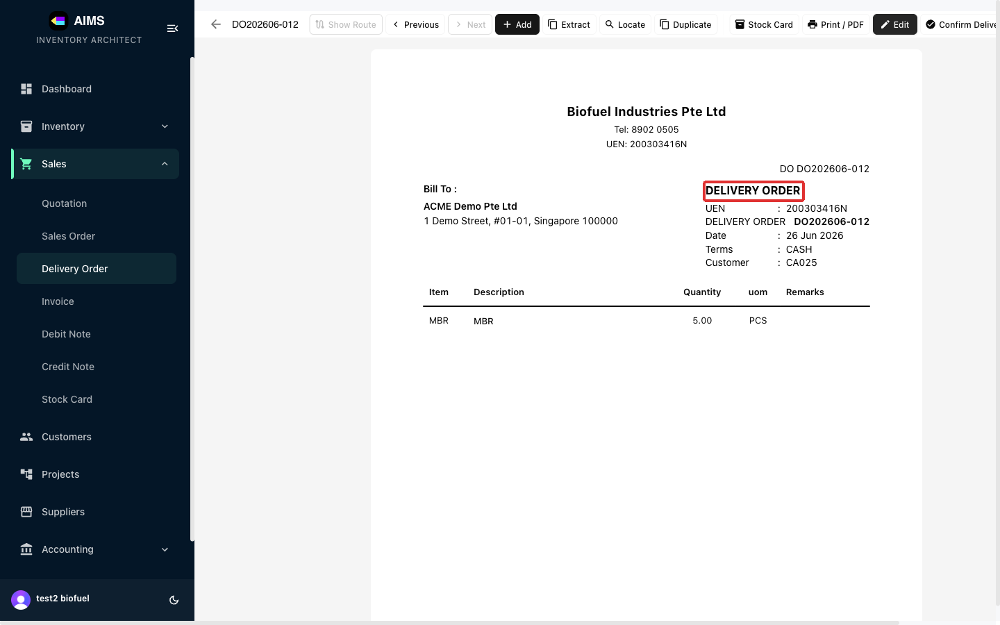 AIMS
INVENTORY ARCHITECT
Dashboard
Inventory
Sales
Quotation
Sales Order
Delivery Order
Invoice
Debit Note
Credit Note
Stock Card
Customers
Projects
Suppliers
Accounting
test2 biofuel
DO202606-012 Show Route Previous Next Add Extract Locate Duplicate Stock Card Print / PDF Edit Confirm Delive
Biofuel Industries Pte Ltd
Tel: 8902 0505
UEN: 200303416N
DO DO202606-012
Bill To :
ACME Demo Pte Ltd
1 Demo Street, #01-01, Singapore 100000
DELIVERY ORDER
UEN : 200303416N
DELIVERY ORDER DO202606-012
Date : 26 Jun 2026
Terms : CASH
Customer : CA025
Item Description Quantity uom Remarks
MBR MBR 5.00 PCS